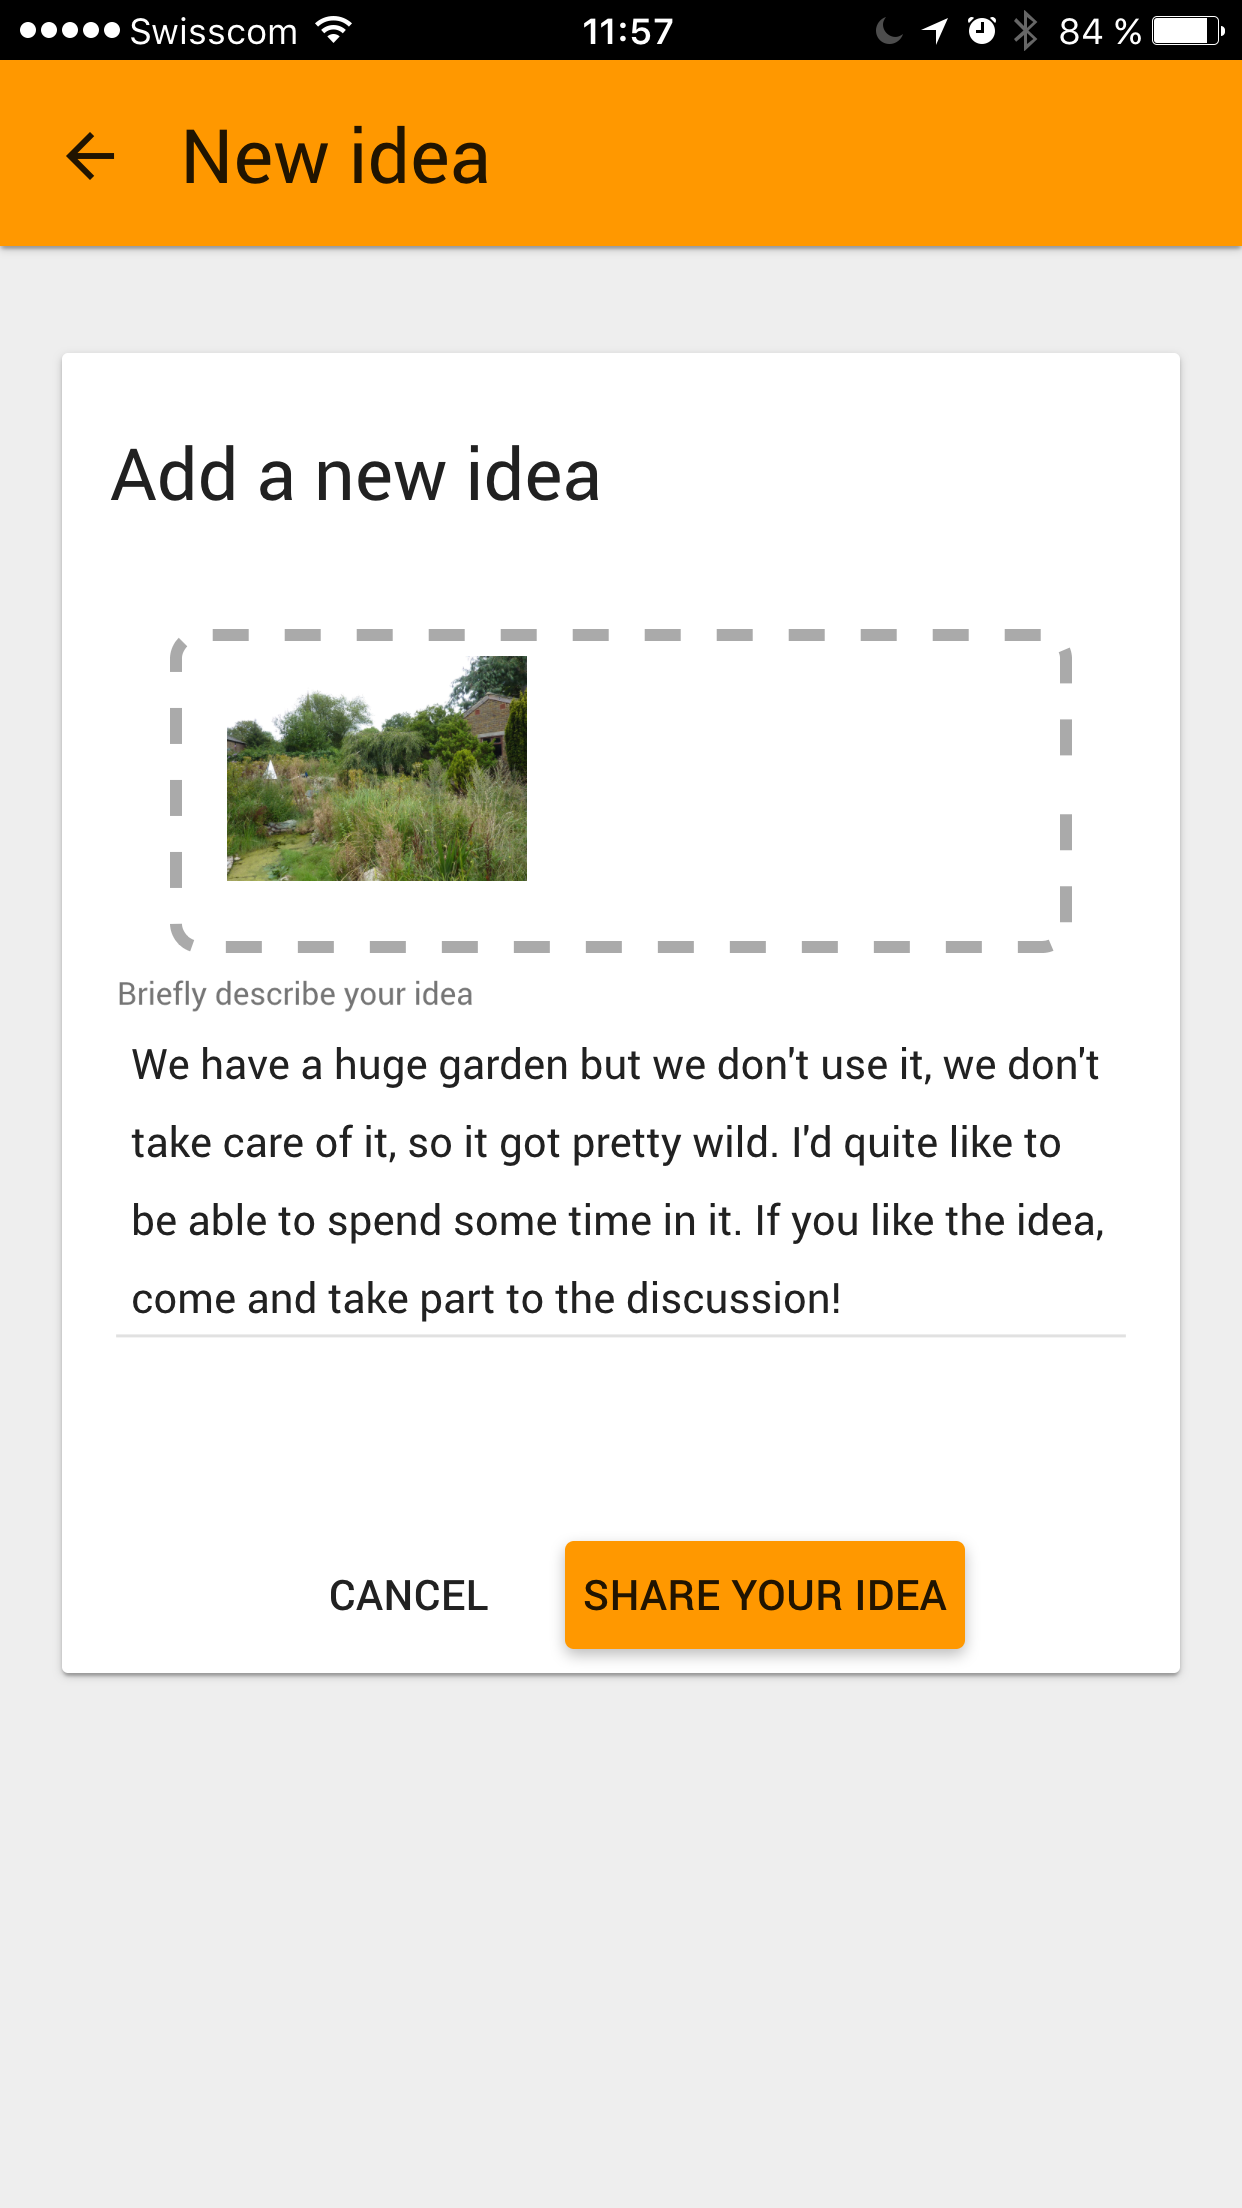 Swisscom 11:57 84 %
New idea
Add a new idea
Briefly describe your idea
We have a huge garden but we don't use it, we don't
take care of it, so it got pretty wild. I'd quite like to
be able to spend some time in it. If you like the idea,
come and take part to the discussion!
CANCEL SHARE YOUR IDEA